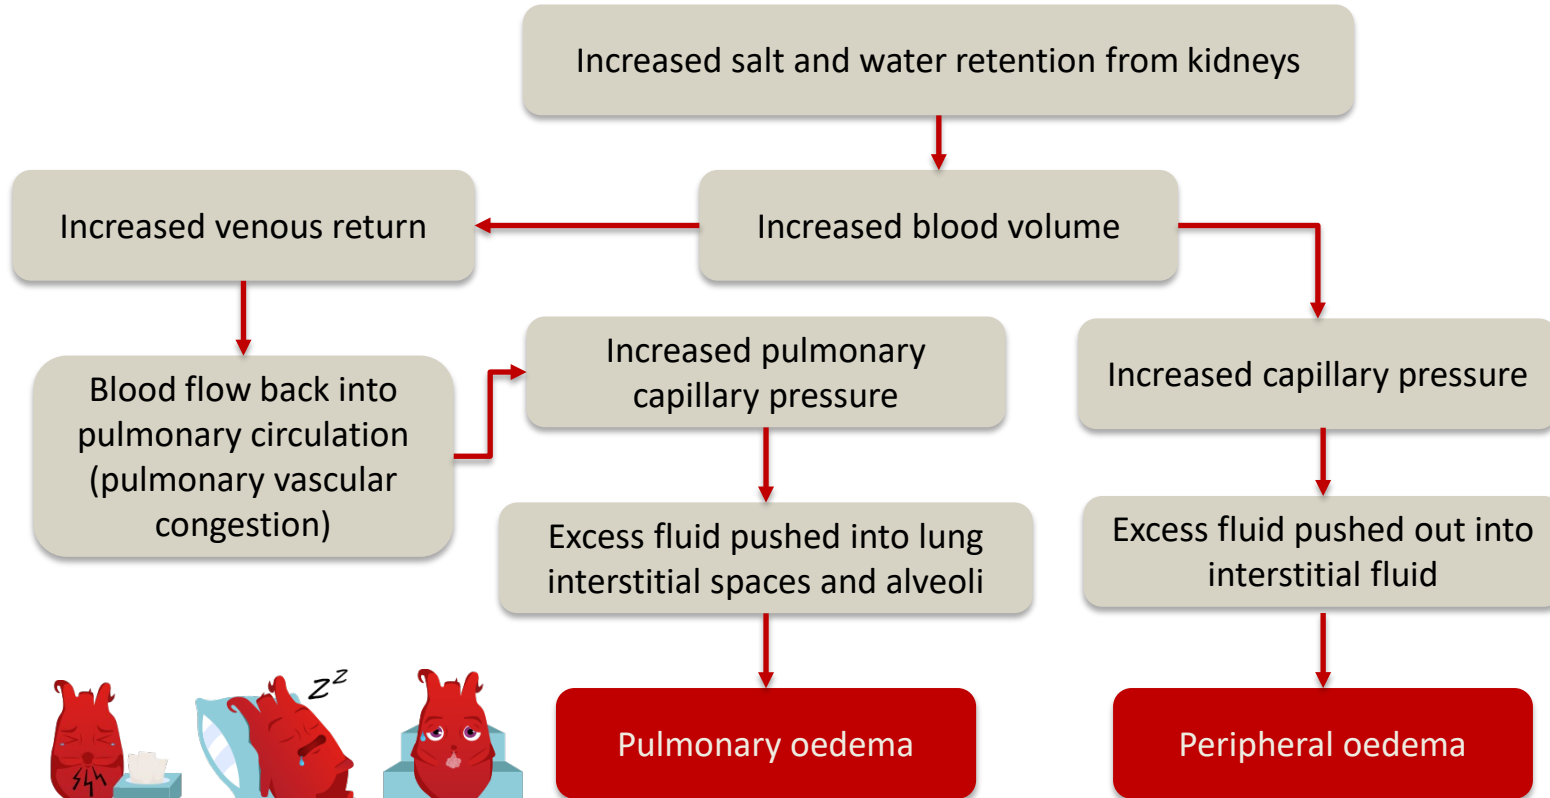 Increased salt and water retention from kidneys
Increased venous return
Increased blood volume
Blood flow back into
pulmonary circulation
(pulmonary vascular
congestion)
Increased pulmonary
capillary pressure
Increased capillary pressure
Excess fluid pushed into lung
interstitial spaces and alveoli
Excess fluid pushed out into
interstitial fluid
z z
Pulmonary oedema
Peripheral oedema